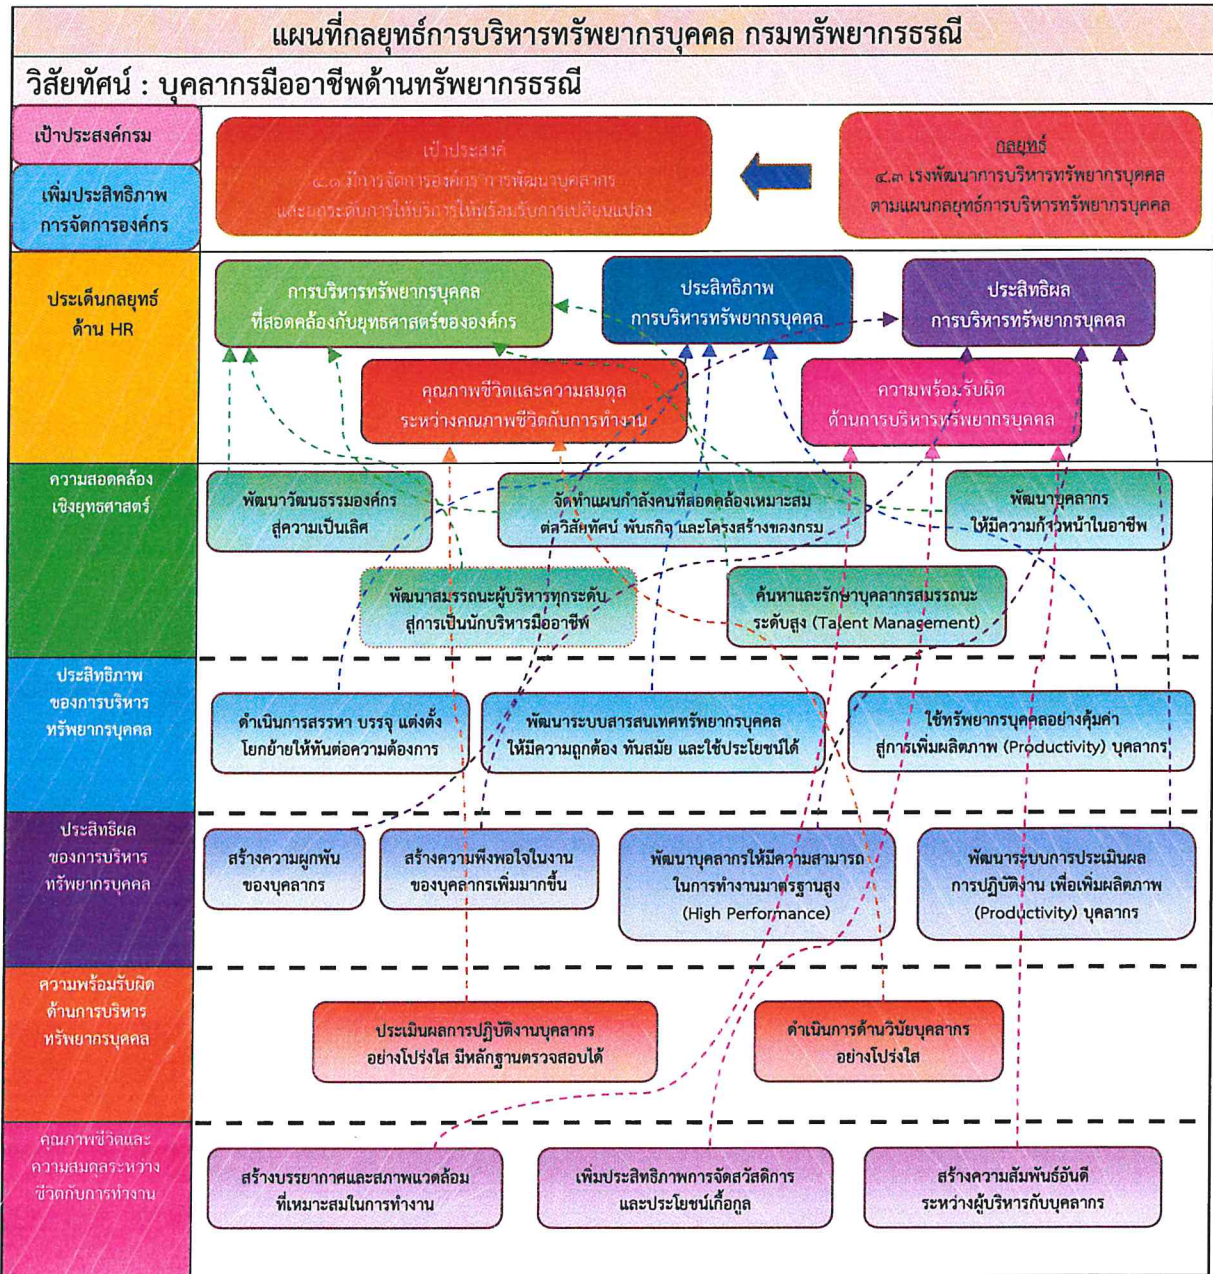 แผนที่กลยุทธ์การบริหารทรัพยากรบุคคล กรมทรัพยากรธรณี
วิสัยทัศน์ : บุคลากรมืออาชีพด้านทรัพยากรธรณี
เป้าประสงค์กรม
เพิ่มประสิทธิภาพ
การจัดการองค์กร
เป้าประสงค์
๔.๑ มีการจัดการองค์กร การพัฒนาบุคลากร
และยกระดับการให้บริการให้พร้อมรับการเปลี่ยนแปลง
กลยุทธ์
๔.๓ เร่งพัฒนาการบริหารทรัพยากรบุคคล
ตามแผนกลยุทธ์การบริหารทรัพยากรบุคคล
ประเด็นกลยุทธ์
ด้าน HR
การบริหารทรัพยากรบุคคล
ที่สอดคล้องกับยุทธศาสตร์ขององค์กร
ประสิทธิภาพ
การบริหารทรัพยากรบุคคล
ประสิทธิผล
การบริหารทรัพยากรบุคคล
คุณภาพชีวิตและความสมดุล
ระหว่างคุณภาพชีวิตกับการทำงาน
ความพร้อมรับผิด
ด้านการบริหารทรัพยากรบุคคล
ความสอดคล้อง
เชิงยุทธศาสตร์
พัฒนาวัฒนธรรมองค์กร
สู่ความเป็นเลิศ
จัดทำแผนกำลังคนที่สอดคล้องเหมาะสม
ต่อวิสัยทัศน์ พันธกิจ และโครงสร้างของกรม
พัฒนาบุคลากร
ให้มีความก้าวหน้าในอาชีพ
พัฒนาสมรรถนะผู้บริหารทุกระดับ
สู่การเป็นนักบริหารมืออาชีพ
ค้นหาและรักษาบุคลากรสมรรถนะ
ระดับสูง (Talent Management)
ประสิทธิภาพ
ของการบริหาร
ทรัพยากรบุคคล
ดำเนินการสรรหา บรรจุ แต่งตั้ง
โยกย้ายให้ทันต่อความต้องการ
พัฒนาระบบสารสนเทศทรัพยากรบุคคล
ให้มีความถูกต้อง ทันสมัย และใช้ประโยชน์ได้
ใช้ทรัพยากรบุคคลอย่างคุ้มค่า
สู่การเพิ่มผลิตภาพ (Productivity) บุคลากร
ประสิทธิผล
ของการบริหาร
ทรัพยากรบุคคล
สร้างความผูกพัน
ของบุคลากร
สร้างความพึงพอใจในงาน
ของบุคลากรเพิ่มมากขึ้น
พัฒนาบุคลากรให้มีความสามารถ
ในการทำงานมาตรฐานสูง
(High Performance)
พัฒนาระบบการประเมินผล
การปฏิบัติงาน เพื่อเพิ่มผลิตภาพ
(Productivity) บุคลากร
ความพร้อมรับผิด
ด้านการบริหาร
ทรัพยากรบุคคล
ประเมินผลการปฏิบัติงานบุคลากร
อย่างโปร่งใส มีหลักฐานตรวจสอบได้
ดำเนินการด้านวินัยบุคลากร
อย่างโปร่งใส
คุณภาพชีวิตและ
ความสมดุลระหว่าง
ชีวิตกับการทำงาน
สร้างบรรยากาศและสภาพแวดล้อม
ที่เหมาะสมในการทำงาน
เพิ่มประสิทธิภาพการจัดสวัสดิการ
และประโยชน์เกื้อกูล
สร้างความสัมพันธ์อันดี
ระหว่างผู้บริหารกับบุคลากร